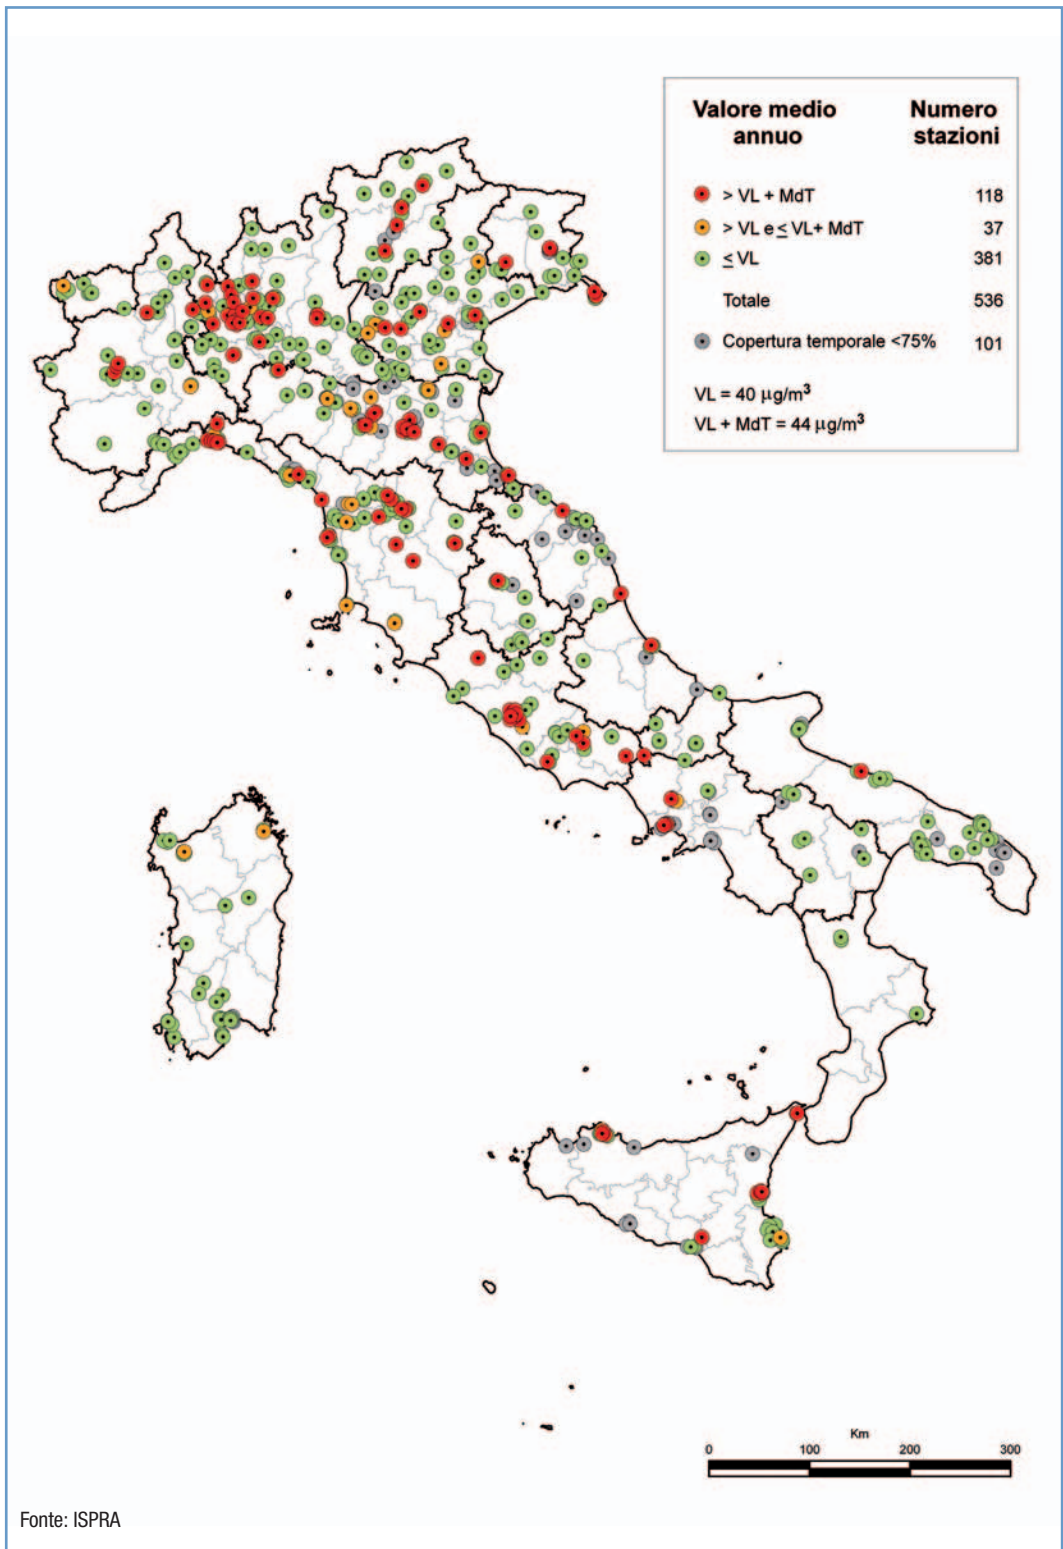 Valore medio annuo Numero stazioni
> VL + MdT 118
> VL e ≤ VL+ MdT 37
≤ VL 381
Totale 536
Copertura temporale <75% 101
VL = 40 µg/m³
VL + MdT = 44 µg/m³
Km
0 100 200 300
Fonte: ISPRA